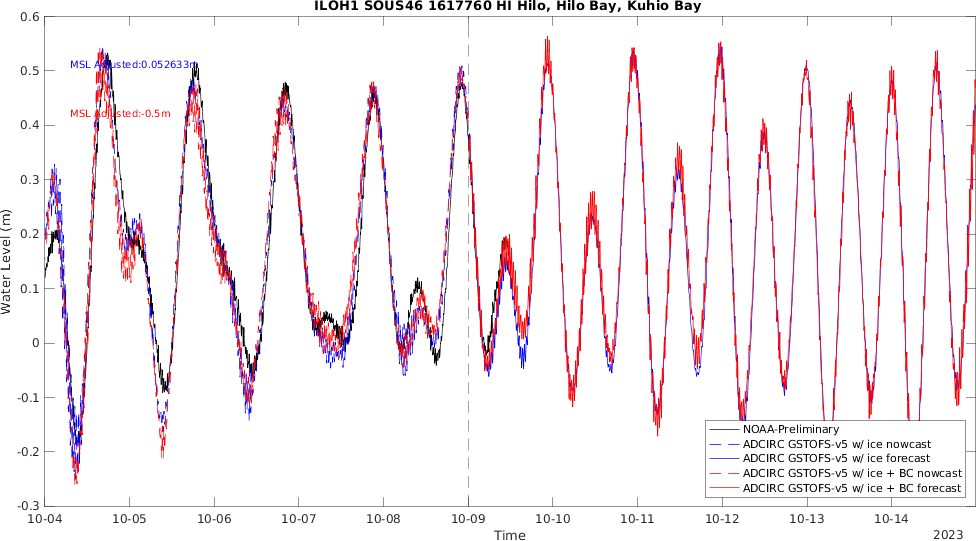 ILOH1 SOUS46 1617760 HI Hilo, Hilo Bay, Kuhio Bay
0.6
0.5
0.4
0.3
0.2
0.1
0
-0.1
-0.2
-0.3
Water Level (m)
MSL Adjusted:0.052633m
MSL Adjusted:-0.5m
NOAA-Preliminary
ADCIRC GSTOFS-v5 w/ ice nowcast
ADCIRC GSTOFS-v5 w/ ice forecast
ADCIRC GSTOFS-v5 w/ ice + BC nowcast
ADCIRC GSTOFS-v5 w/ ice + BC forecast
10-04 10-05 10-06 10-07 10-08 10-09 10-10 10-11 10-12 10-13 10-14
Time
2023